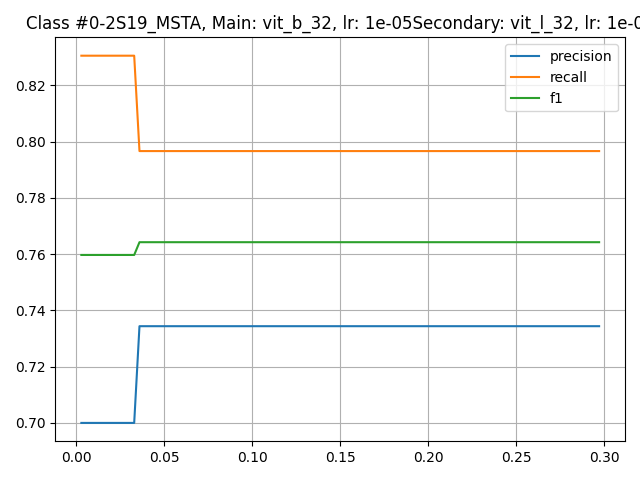 Class #0-2S19_MSTA, Main: vit_b_32, lr: 1e-05Secondary: vit_l_32, lr: 1e-0
precision
recall
f1
0.82
0.80
0.78
0.76
0.74
0.72
0.70
0.00 0.05 0.10 0.15 0.20 0.25 0.30